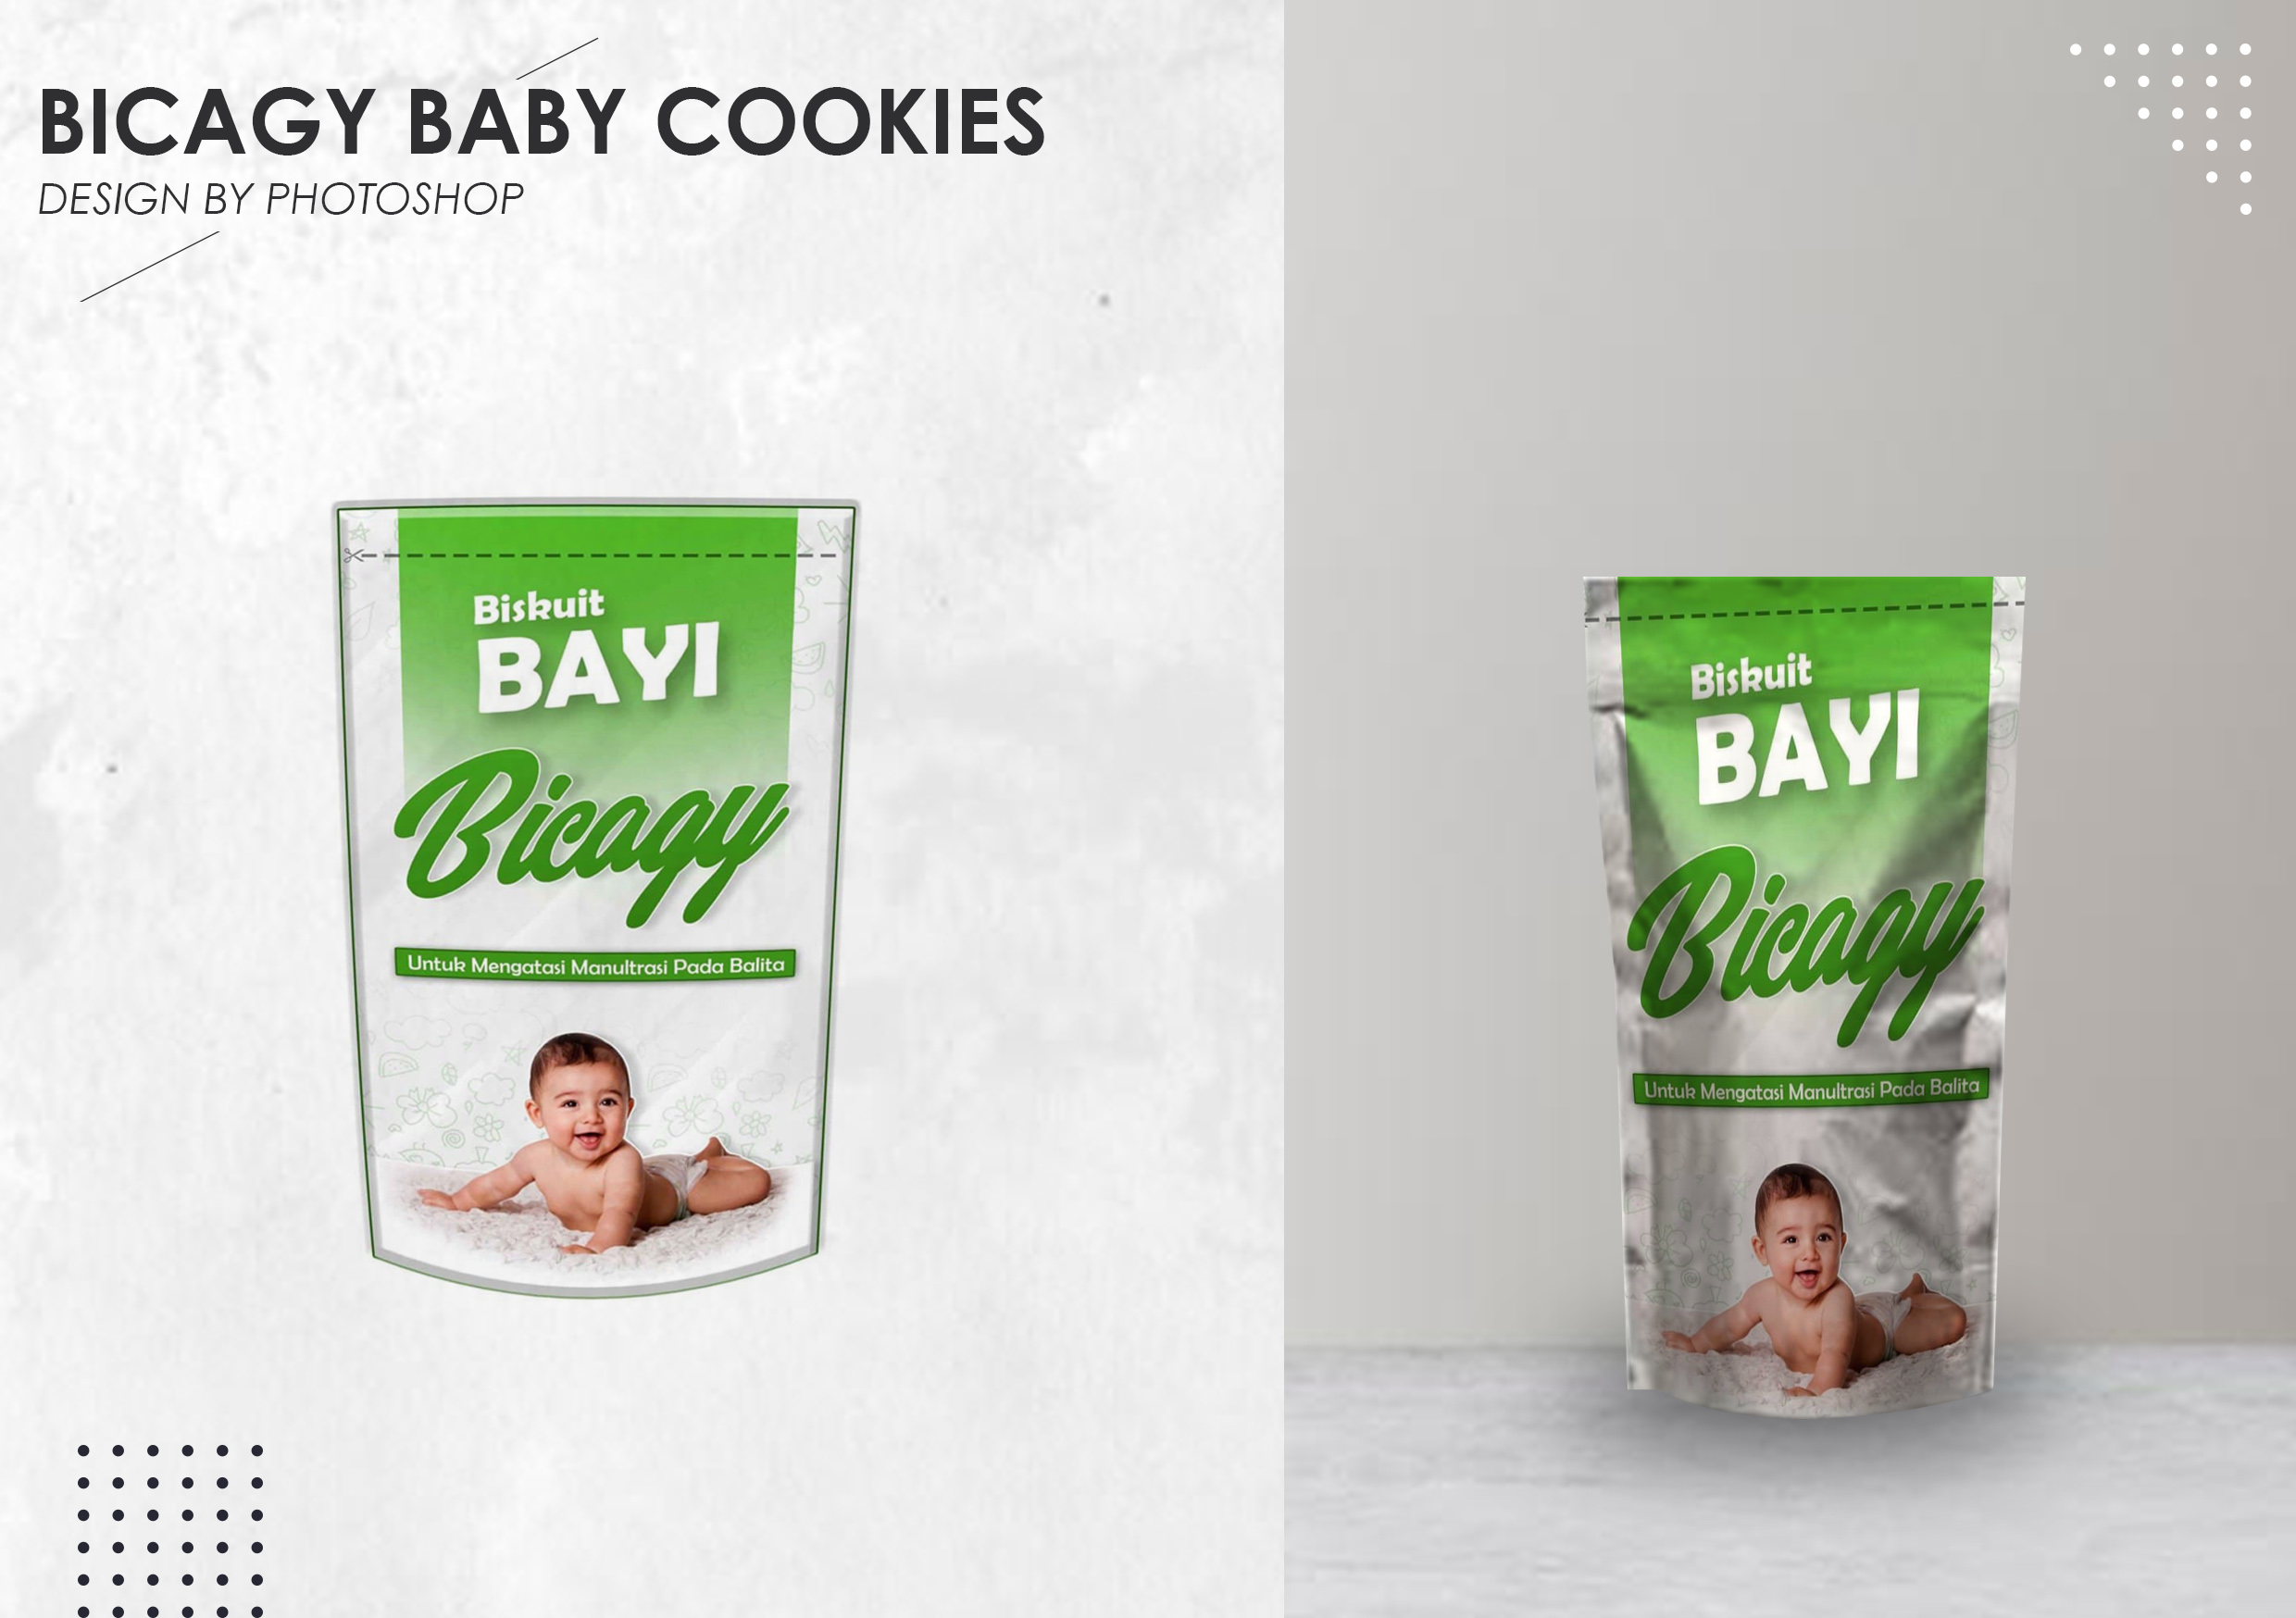 BICAGY BABY COOKIES
DESIGN BY PHOTOSHOP
Biskuit
BAYI
Bicagy
Untuk Mengatasi Manultrasi Pada Balita
Biskuit
BAYI
Bicagy
Untuk Mengatasi Manultrasi Pada Balita